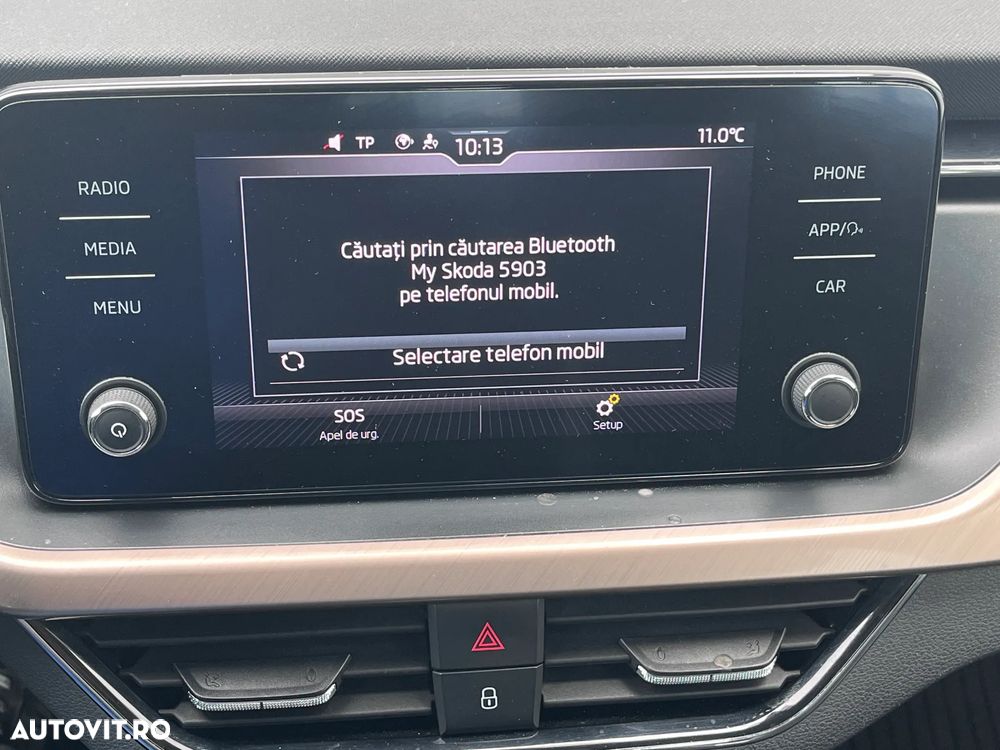 TP
10:13
11.0°C
RADIO
MEDIA
MENU
PHONE
APP/
CAR
Căutați prin căutarea Bluetooth
My Skoda 5903
pe telefonul mobil.
Selectare telefon mobil
SOS
Apel de urg.
Setup
AUTOVIT.RO